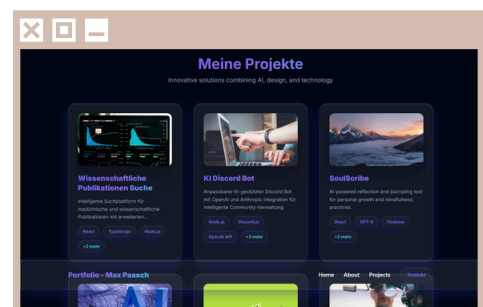 Meine Projekte
Innovative solutions combining AI, design, and technology
Wissenschaftliche
Publikationen Suche
Intelligente Suchplattform für
medizinische und wissenschaftliche
Publikationen mit erweiterten...
React TypeScript Node.js
+2 mehr
KI Discord Bot
Anpassbarer KI-gestützter Discord Bot
mit OpenAI und Anthropic Integration für
intelligente Community-Verwaltung.
Node.js Discord.js
OpenAI API +3 mehr
SoulScribe
AI-powered reflection and journaling tool
for personal growth and mindfulness
practices.
React GPT-4 Firebase
+2 mehr
Portfolio - Max Paasch
Home About Projects Kontakt